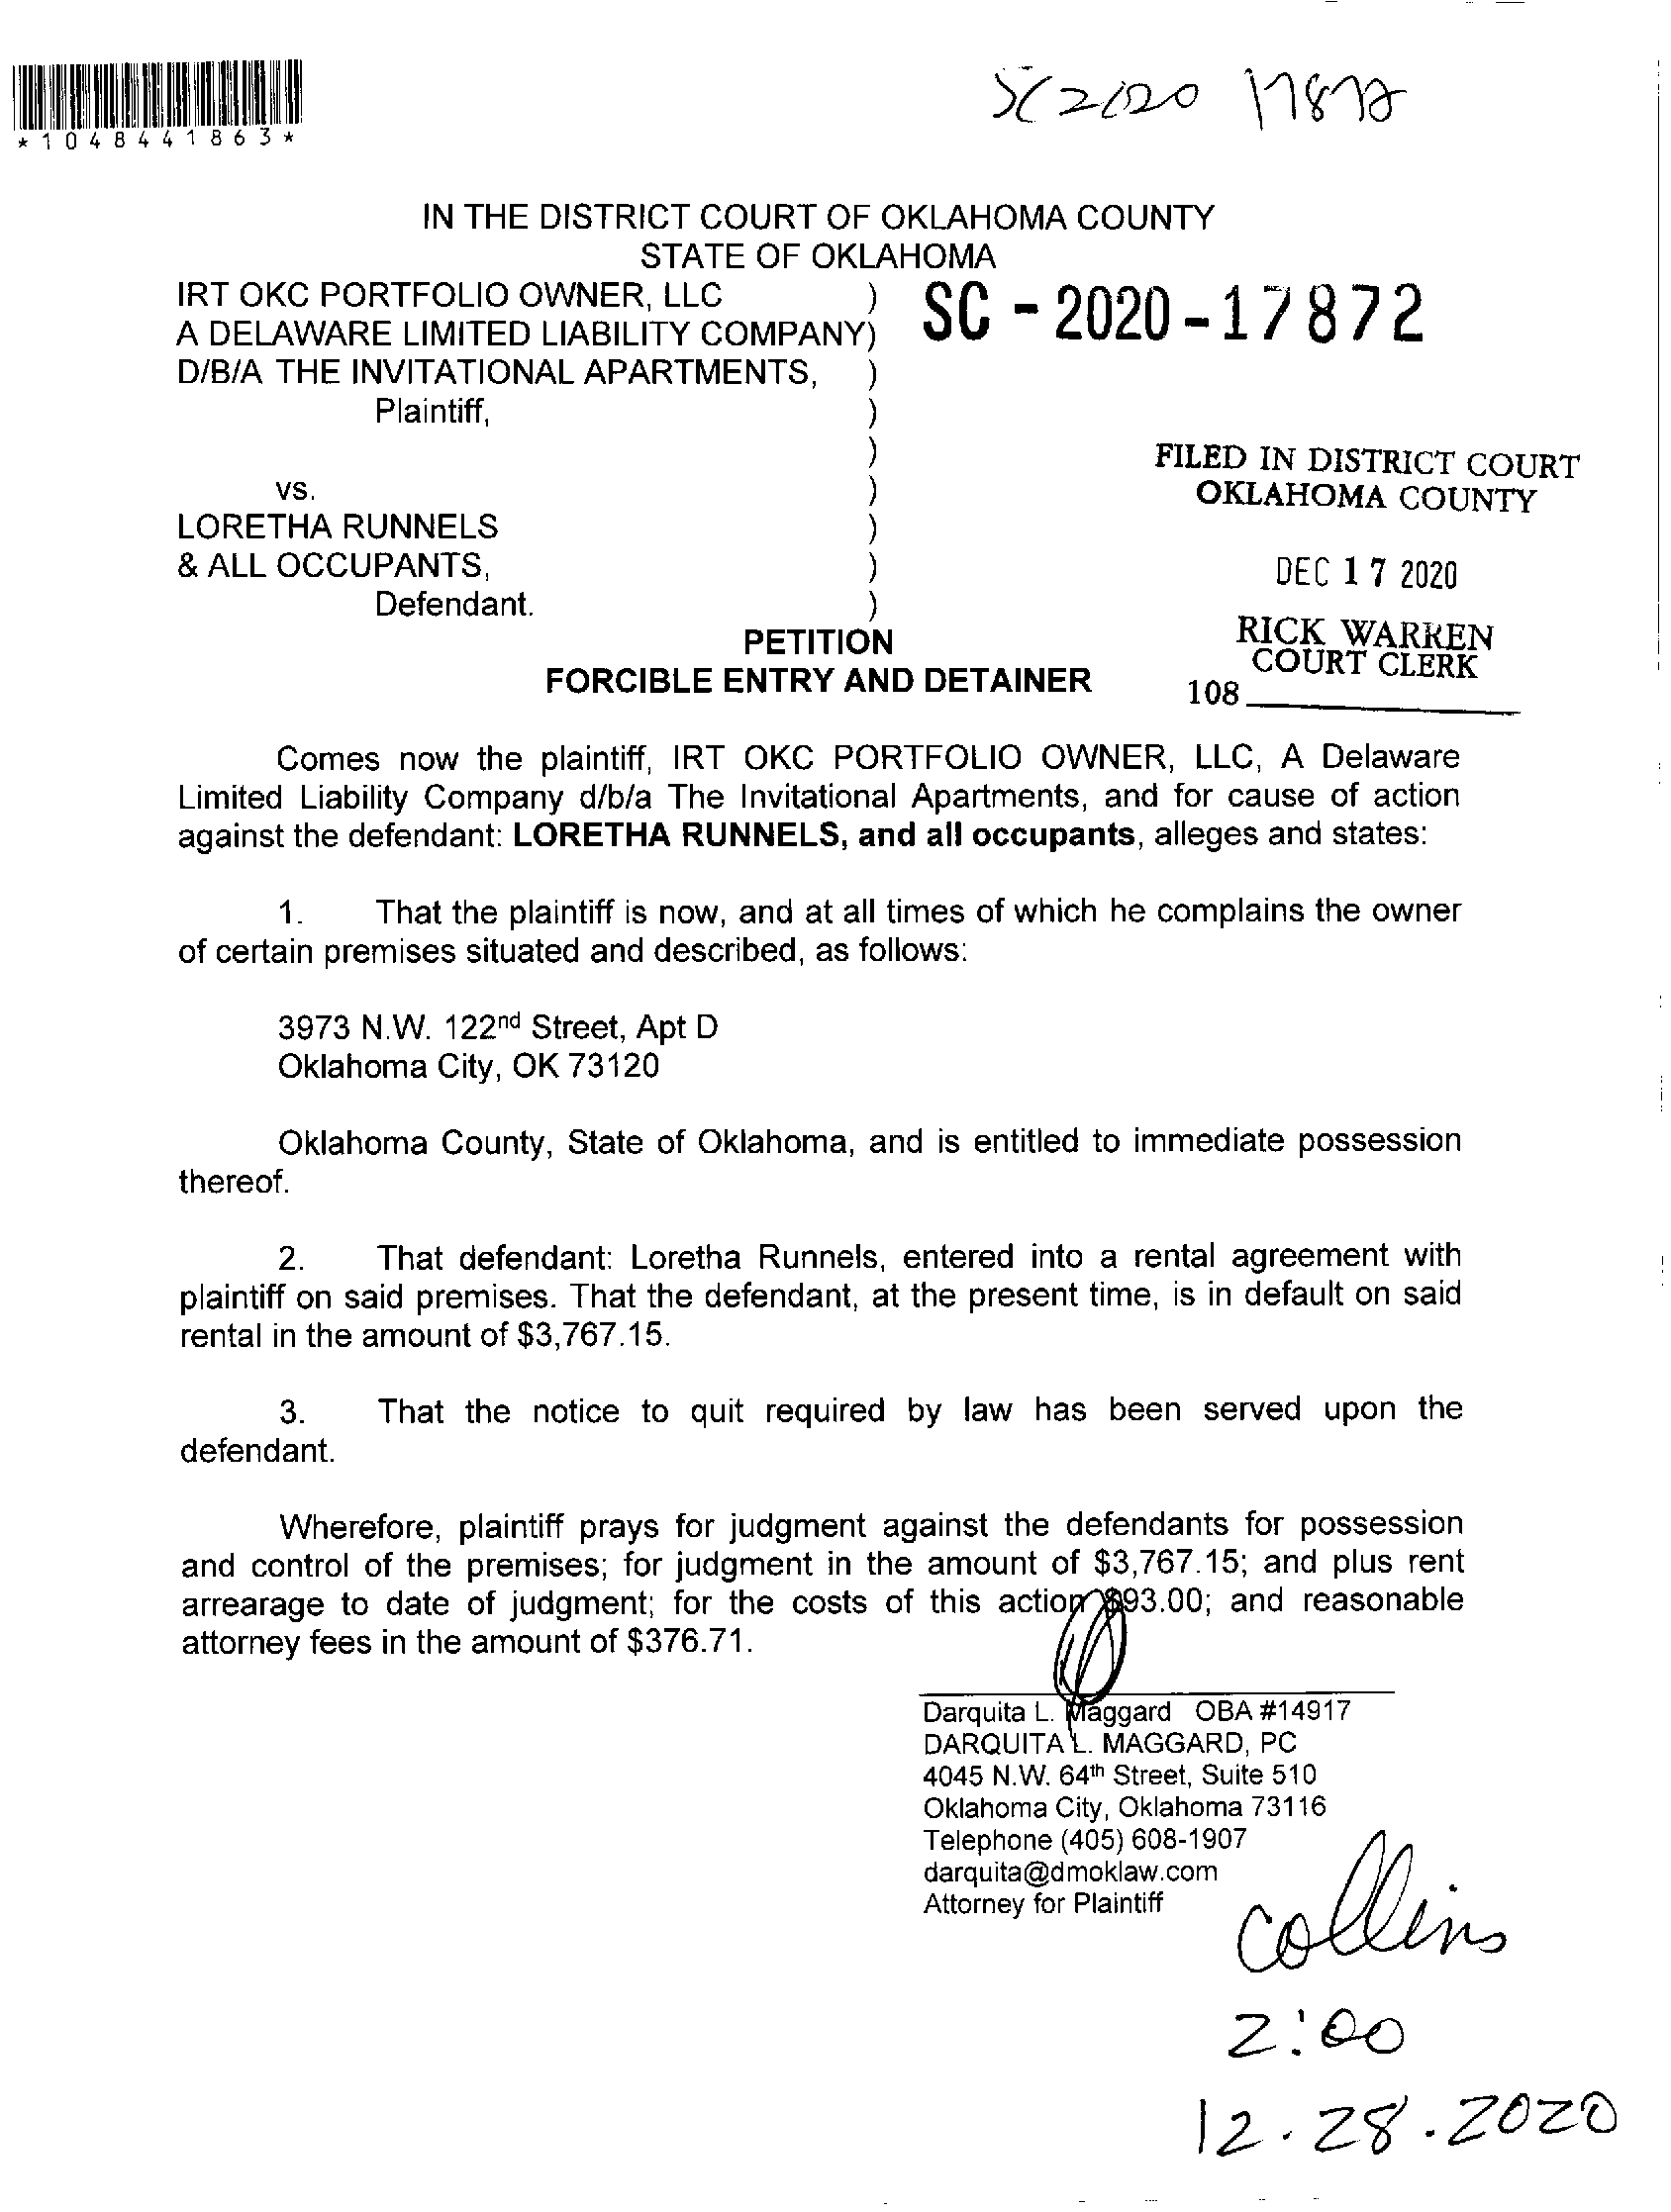 *1048441863*
SC2020 17872
IN THE DISTRICT COURT OF OKLAHOMA COUNTY
STATE OF OKLAHOMA
IRT OKC PORTFOLIO OWNER, LLC )
A DELAWARE LIMITED LIABILITY COMPANY)
D/B/A THE INVITATIONAL APARTMENTS, )
Plaintiff, )
)
vs. )
LORETHA RUNNELS )
& ALL OCCUPANTS, )
Defendant. )
SC - 2020 - 17872
FILED IN DISTRICT COURT
OKLAHOMA COUNTY
DEC 17 2020
RICK WARREN
COURT CLERK
108
PETITION
FORCIBLE ENTRY AND DETAINER
Comes now the plaintiff, IRT OKC PORTFOLIO OWNER, LLC, A Delaware
Limited Liability Company d/b/a The Invitational Apartments, and for cause of action
against the defendant: LORETHA RUNNELS, and all occupants, alleges and states:
1. That the plaintiff is now, and at all times of which he complains the owner
of certain premises situated and described, as follows:
3973 N.W. 122nd Street, Apt D
Oklahoma City, OK 73120
Oklahoma County, State of Oklahoma, and is entitled to immediate possession
thereof.
2. That defendant: Loretha Runnels, entered into a rental agreement with
plaintiff on said premises. That the defendant, at the present time, is in default on said
rental in the amount of $3,767.15.
3. That the notice to quit required by law has been served upon the
defendant.
Wherefore, plaintiff prays for judgment against the defendants for possession
and control of the premises; for judgment in the amount of $3,767.15; and plus rent
arrearage to date of judgment; for the costs of this action $93.00; and reasonable
attorney fees in the amount of $376.71.
Darquita L. Maggard OBA #14917
DARQUITA L. MAGGARD, PC
4045 N.W. 64th Street, Suite 510
Oklahoma City, Oklahoma 73116
Telephone (405) 608-1907
darquita@dmoklaw.com
Attorney for Plaintiff
Collins
2:00
12.28.2020